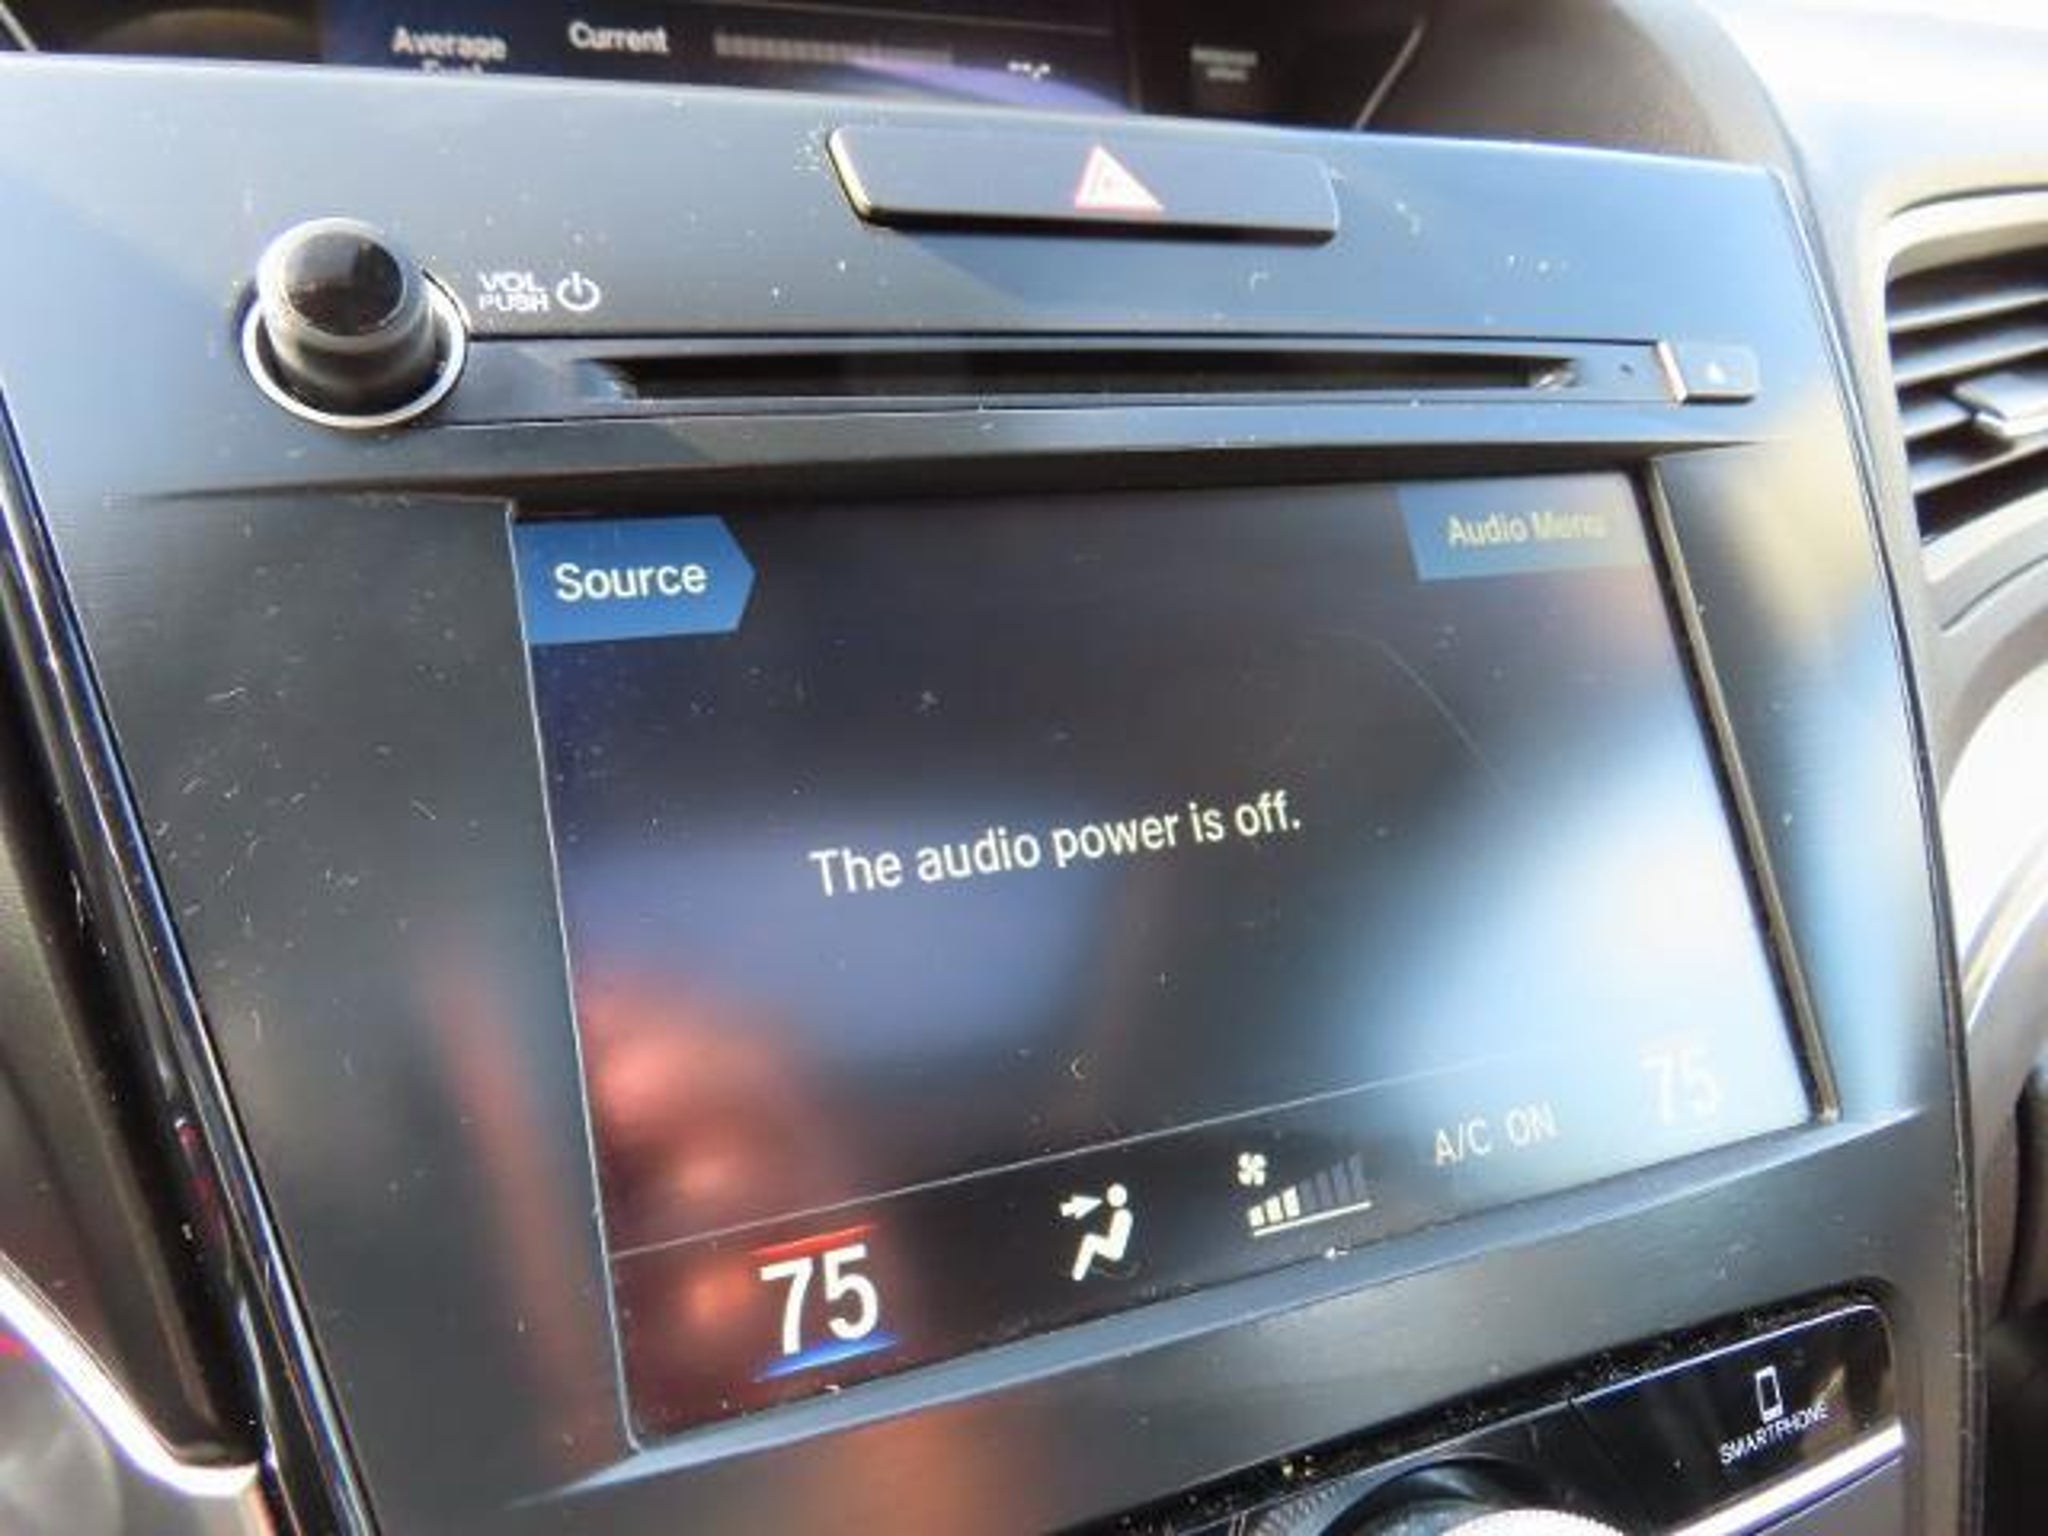 Average
Current
VOL
PUSH
Source
Audio Menu
The audio power is off.
75
A/C ON
75
SMARTPHONE